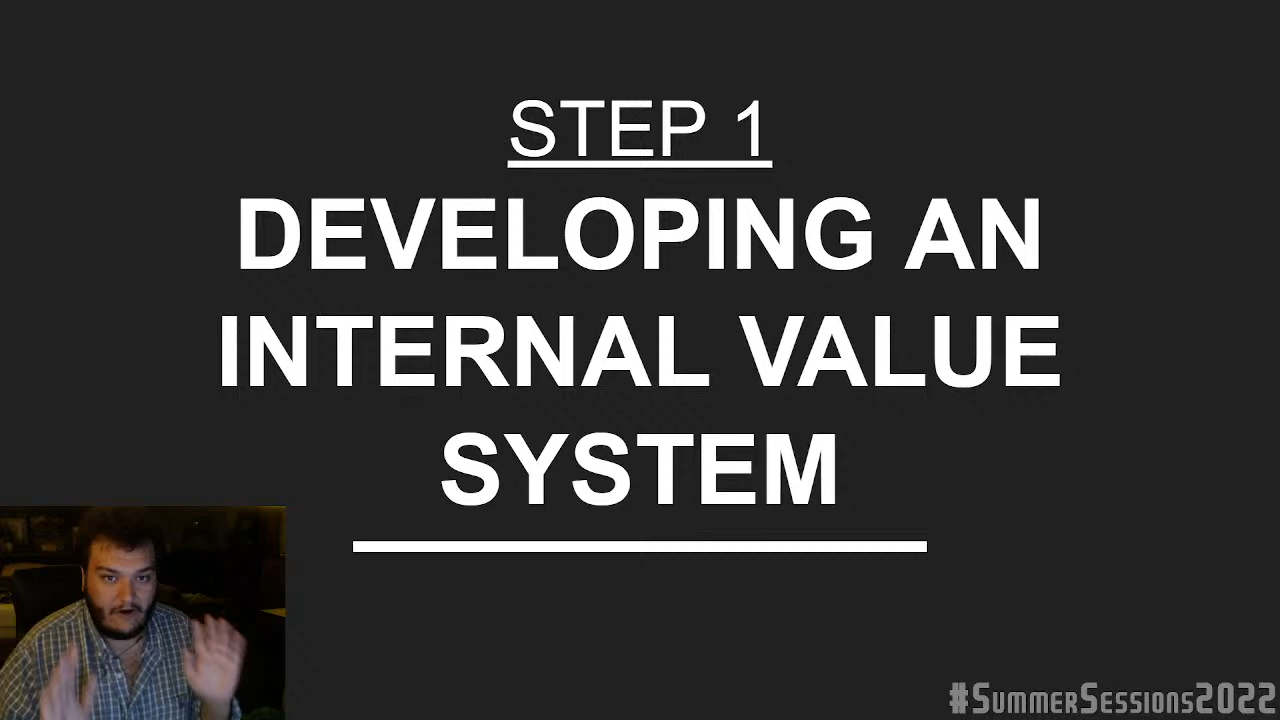 STEP 1
DEVELOPING AN
INTERNAL VALUE
SYSTEM
#SummerSessions2022